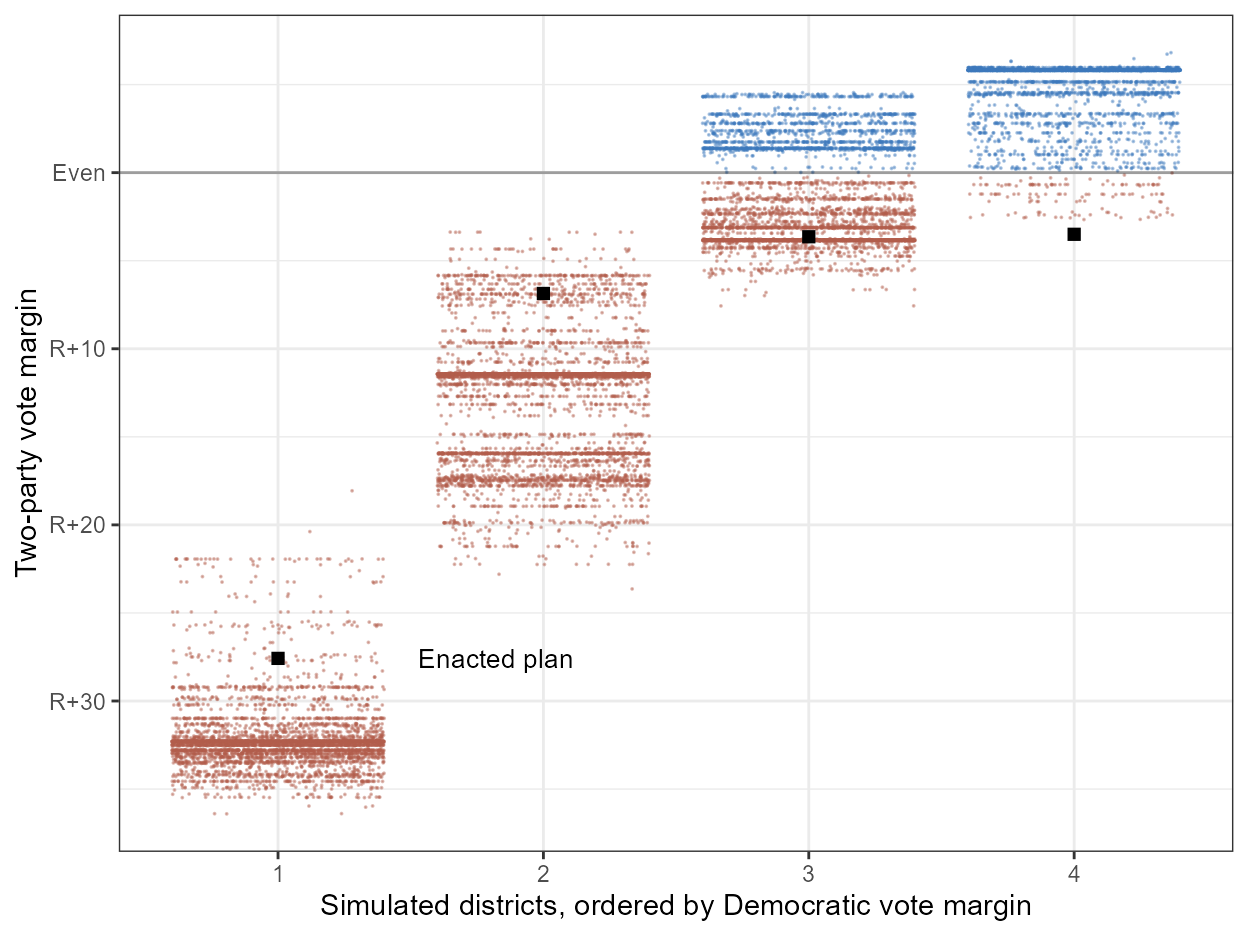 Two-party vote margin
Even
R+10
R+20
R+30
Enacted plan
1
2
3
4
Simulated districts, ordered by Democratic vote margin